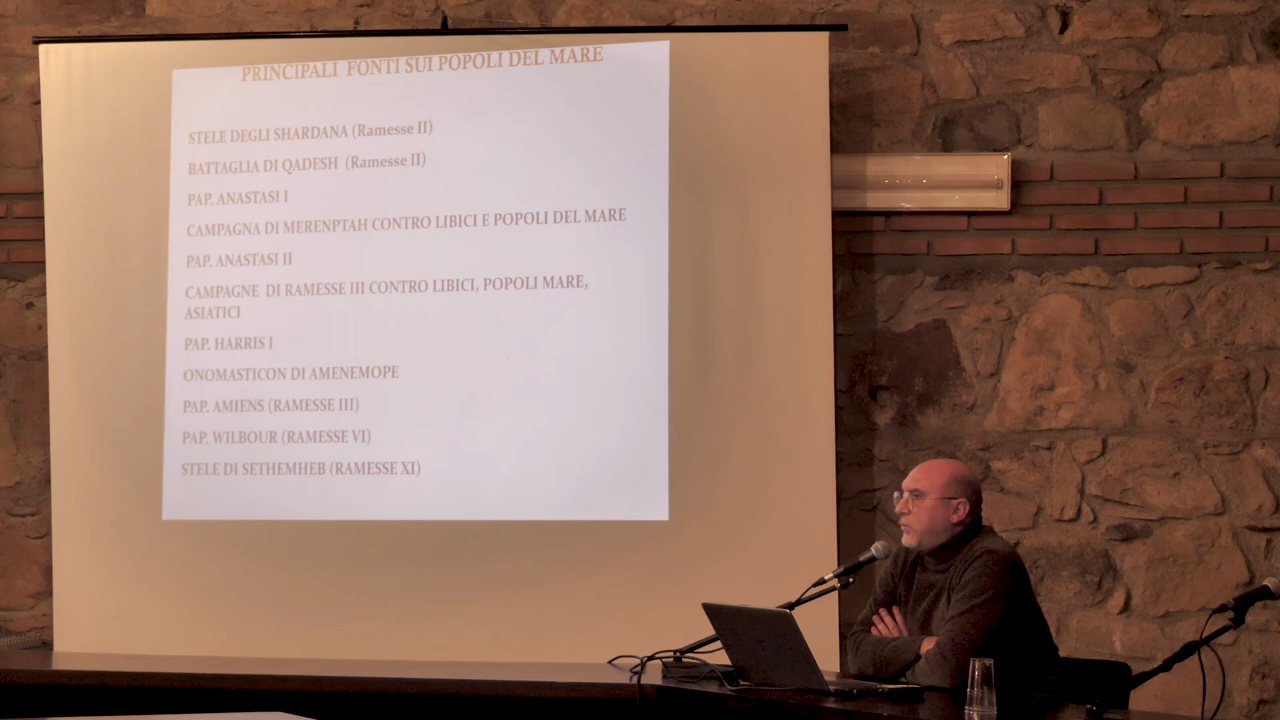 PRINCIPALI FONTI SUI POPOLI DEL MARE
STELE DEGLI SHARDANA (Ramesse II)
BATTAGLIA DI QADESH (Ramesse II)
PAP. ANASTASI I
CAMPAGNA DI MERENPTAH CONTRO LIBICI E POPOLI DEL MARE
PAP. ANASTASI II
CAMPAGNE DI RAMESSE III CONTRO LIBICI, POPOLI MARE,
ASIATICI
PAP. HARRIS I
ONOMASTICON DI AMENEMOPE
PAP. AMIENS (RAMESSE III)
PAP. WILBOUR (RAMESSE VI)
STELE DI SETHEMHEB (RAMESSE XI)